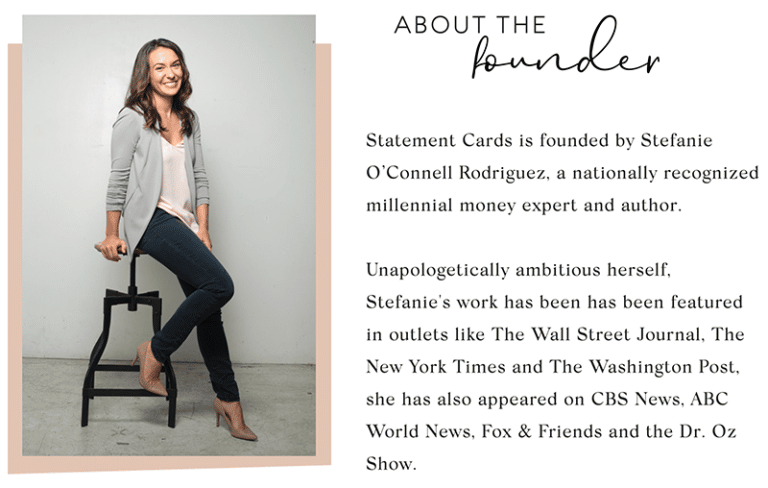 ABOUT THE
founder
Statement Cards is founded by Stefanie
O’Connell Rodriguez, a nationally recognized
millennial money expert and author.
Unapologetically ambitious herself,
Stefanie's work has been has been featured
in outlets like The Wall Street Journal, The
New York Times and The Washington Post,
she has also appeared on CBS News, ABC
World News, Fox & Friends and the Dr. Oz
Show.